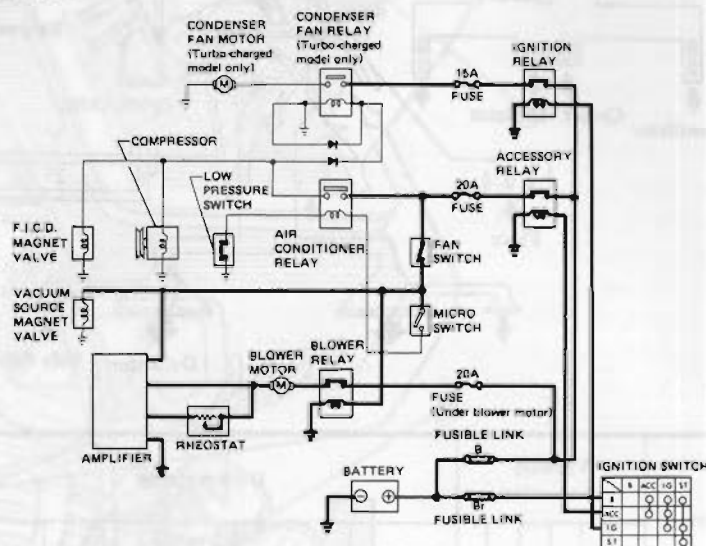 CONDENSER
FAN MOTOR
(Turbo-charged
model only)
CONDENSER
FAN RELAY
(Turbo-charged
model only)
IGNITION
RELAY
M
15A
FUSE
COMPRESSOR
LOW
PRESSURE
SWITCH
ACCESSORY
RELAY
20A
FUSE
F.I.C.D.
MAGNET
VALVE
AIR
CONDITIONER
RELAY
FAN
SWITCH
VACUUM
SOURCE
MAGNET
VALVE
MICRO
SWITCH
BLOWER
MOTOR
BLOWER
RELAY
M
20A
FUSE
(Under blower motor)
RHEOSTAT
AMPLIFIER
FUSIBLE LINK
B
BATTERY
Br
FUSIBLE LINK
IGNITION SWITCH
B ACC IG ST
B
ACC
IG
ST